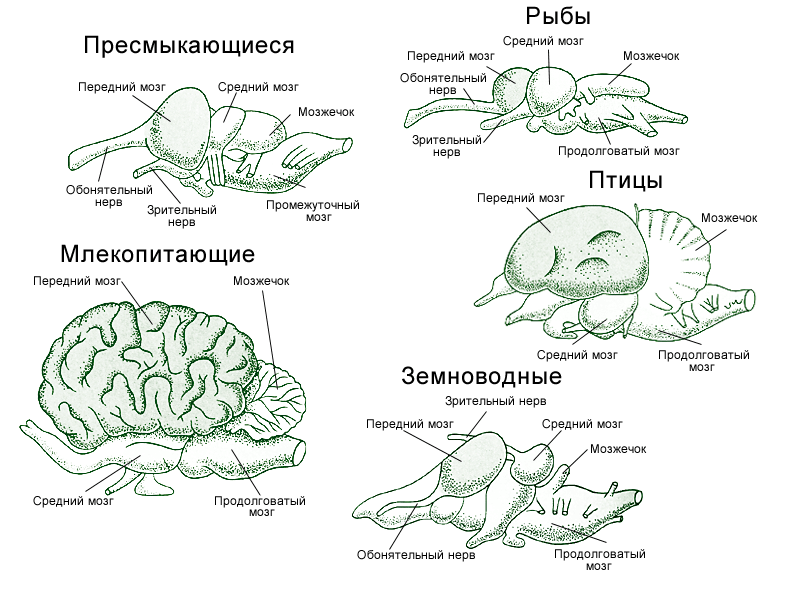 Пресмыкающиеся
Передний мозг
Средний мозг
Мозжечок
Обонятельный
нерв
Зрительный
нерв
Промежуточный
мозг
Рыбы
Средний мозг
Передний мозг
Мозжечок
Обонятельный
нерв
Зрительный
нерв
Продолговатый мозг
Птицы
Передний мозг
Мозжечок
Средний мозг
Продолговатый
мозг
Млекопитающие
Передний мозг
Мозжечок
Средний мозг
Продолговатый
мозг
Земноводные
Зрительный нерв
Передний мозг
Средний мозг
Мозжечок
Обонятельный нерв
Продолговатый
мозг